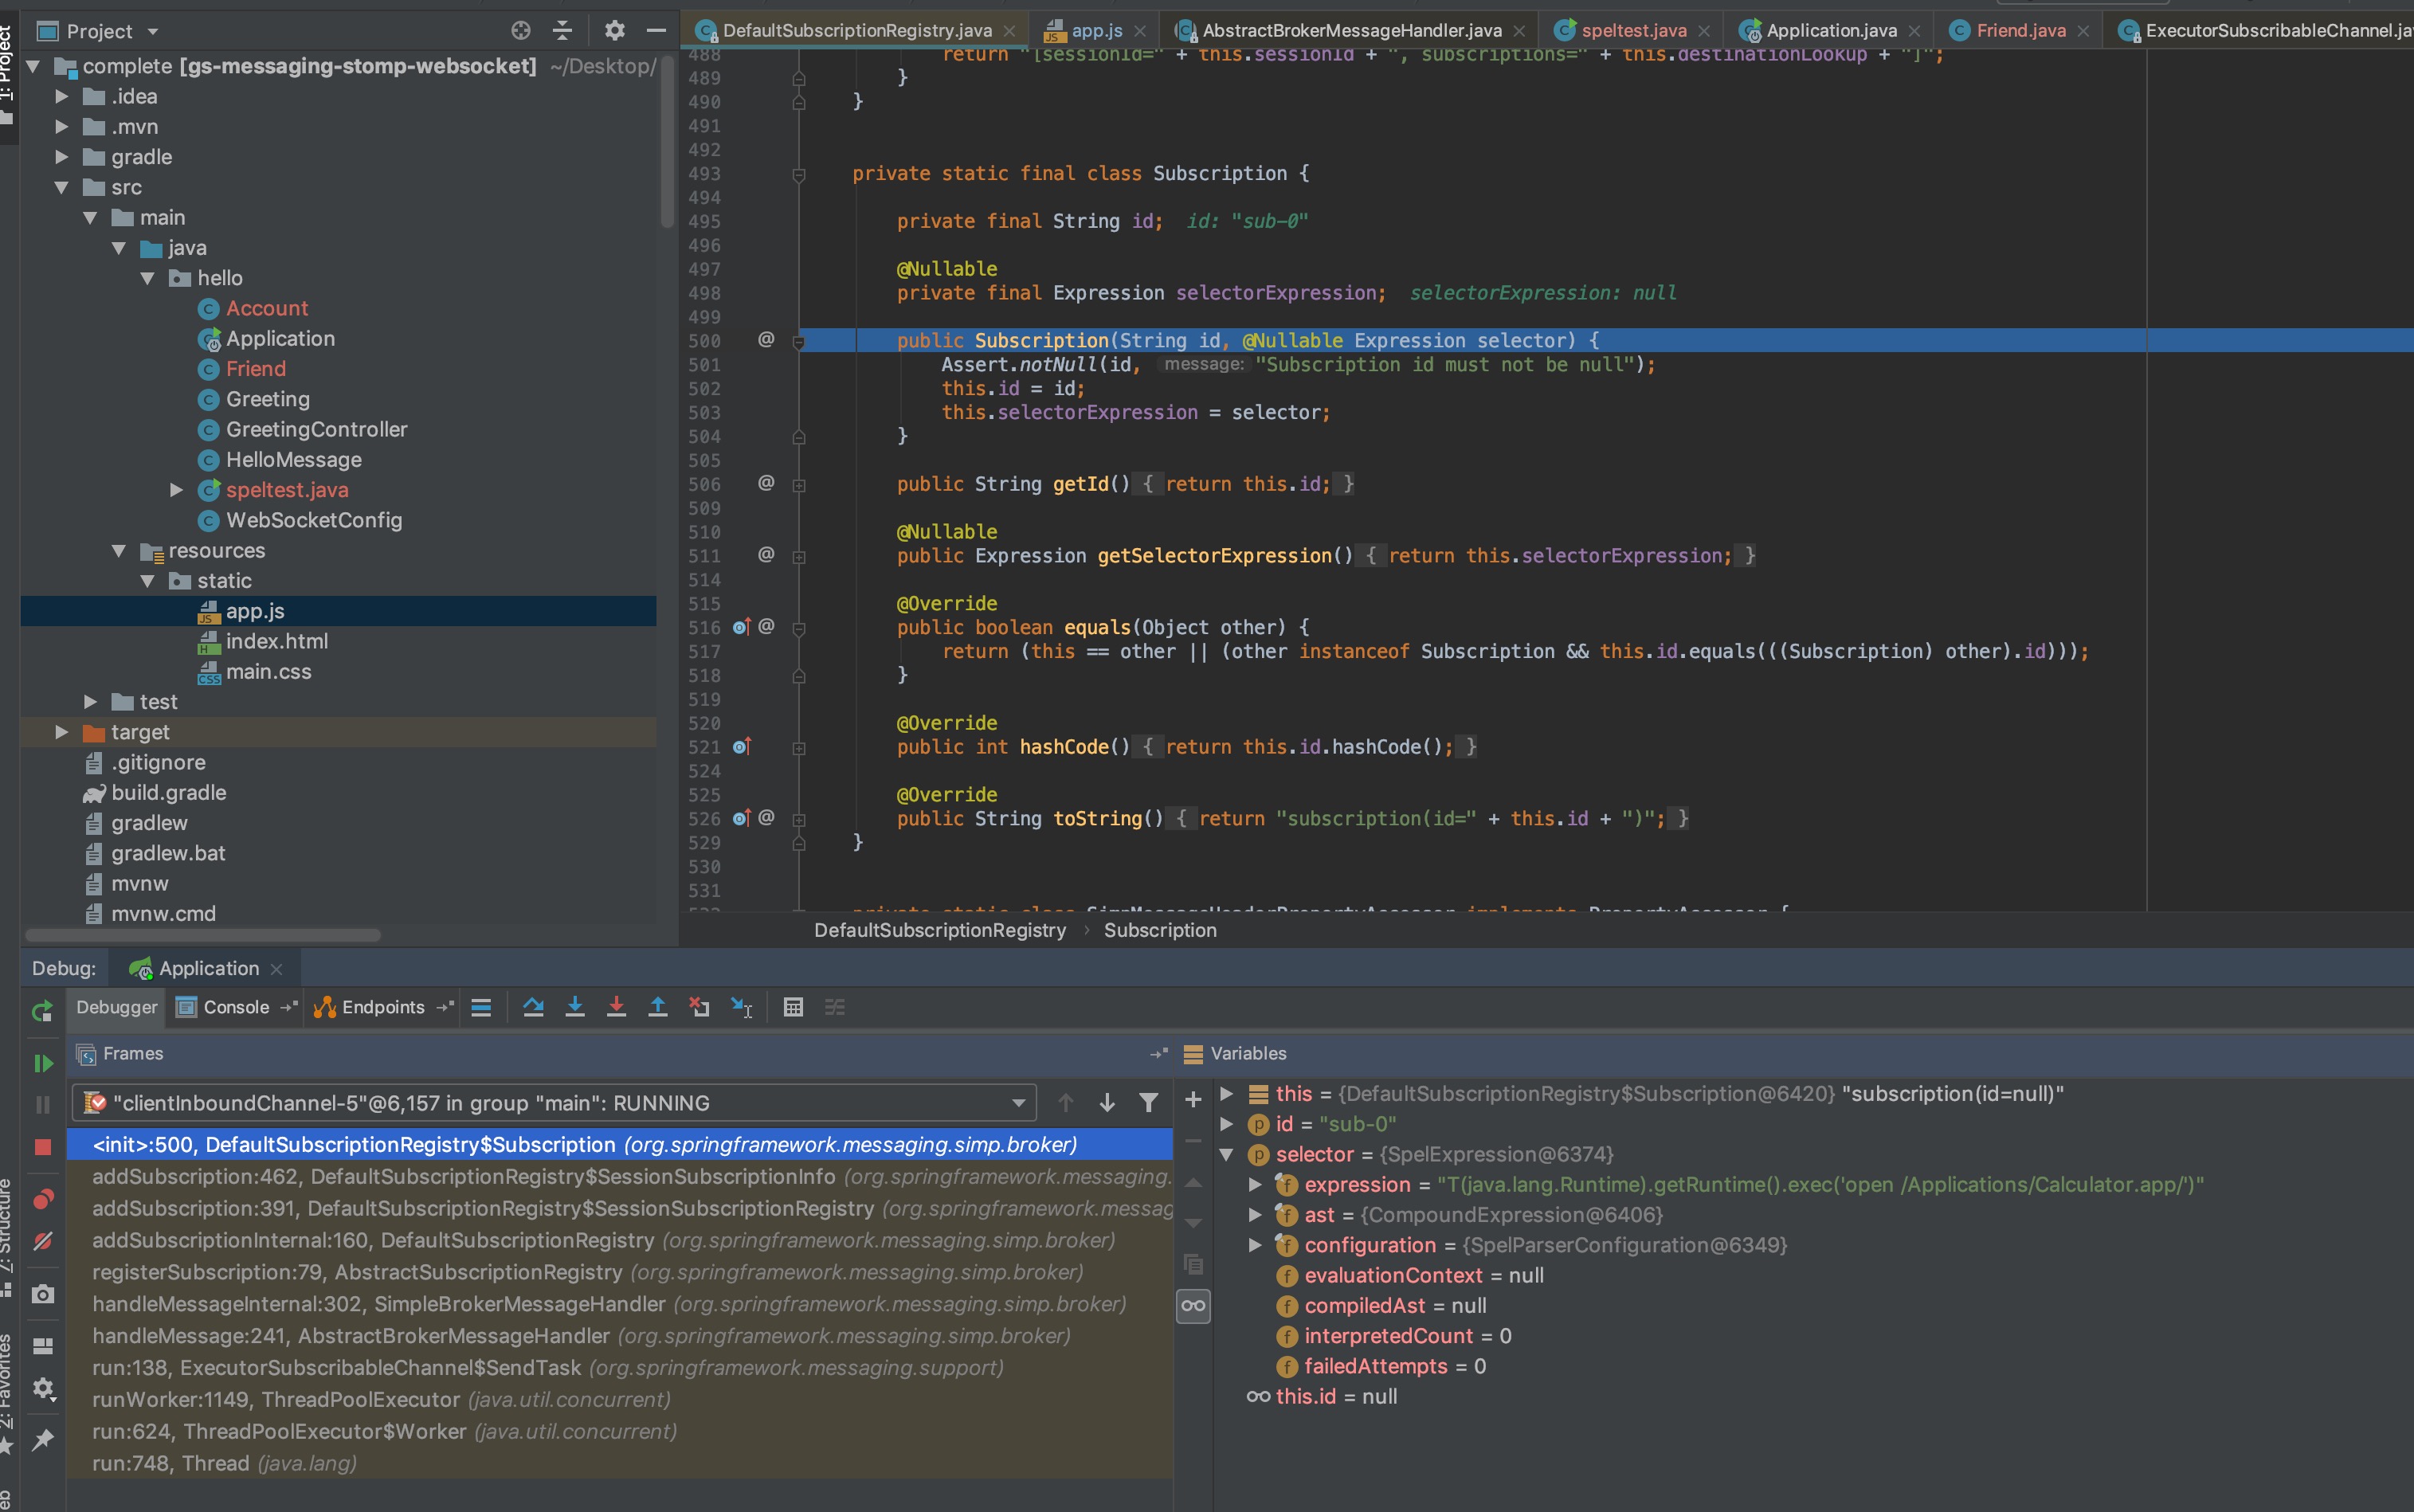 Project
DefaultSubscriptionRegistry.java
app.js
AbstractBrokerMessageHandler.java
speltest.java
Application.java
Friend.java
ExecutorSubscribableChannel.ja
1: Project
complete [gs-messaging-stomp-websocket] ~/Desktop/
.idea
.mvn
gradle
src
main
java
hello
Account
Application
Friend
Greeting
GreetingController
HelloMessage
speltest.java
WebSocketConfig
resources
static
app.js
index.html
main.css
test
target
.gitignore
build.gradle
gradlew
gradlew.bat
mvnw
mvnw.cmd
488 return "[sessionId=" + this.sessionId + ", subscriptions=" + this.destinationLookup + "]";
489 }
490 }
491
492
493 private static final class Subscription {
494
495 private final String id; id: "sub-0"
496
497 @Nullable
498 private final Expression selectorExpression; selectorExpression: null
499
500 @ public Subscription(String id, @Nullable Expression selector) {
501 Assert.notNull(id, message: "Subscription id must not be null");
502 this.id = id;
503 this.selectorExpression = selector;
504 }
505
506 @ public String getId() { return this.id; }
509
510 @Nullable
511 @ public Expression getSelectorExpression() { return this.selectorExpression; }
514
515 @Override
516 @ public boolean equals(Object other) {
517 return (this == other || (other instanceof Subscription && this.id.equals(((Subscription) other).id)));
518 }
519
520 @Override
521 public int hashCode() { return this.id.hashCode(); }
524
525 @Override
526 @ public String toString() { return "subscription(id=" + this.id + ")"; }
529 }
530
531
532 private static class SimpMessageHeaderPropertyAccessor implements PropertyAccessor {
DefaultSubscriptionRegistry › Subscription
Debug: Application
Debugger Console Endpoints
Frames
Variables
"clientInboundChannel-5"@6,157 in group "main": RUNNING
<init>:500, DefaultSubscriptionRegistry$Subscription (org.springframework.messaging.simp.broker)
addSubscription:462, DefaultSubscriptionRegistry$SessionSubscriptionInfo (org.springframework.messaging.
addSubscription:391, DefaultSubscriptionRegistry$SessionSubscriptionRegistry (org.springframework.messag
addSubscriptionInternal:160, DefaultSubscriptionRegistry (org.springframework.messaging.simp.broker)
registerSubscription:79, AbstractSubscriptionRegistry (org.springframework.messaging.simp.broker)
handleMessageInternal:302, SimpleBrokerMessageHandler (org.springframework.messaging.simp.broker)
handleMessage:241, AbstractBrokerMessageHandler (org.springframework.messaging.simp.broker)
run:138, ExecutorSubscribableChannel$SendTask (org.springframework.messaging.support)
runWorker:1149, ThreadPoolExecutor (java.util.concurrent)
run:624, ThreadPoolExecutor$Worker (java.util.concurrent)
run:748, Thread (java.lang)
this = {DefaultSubscriptionRegistry$Subscription@6420} "subscription(id=null)"
id = "sub-0"
selector = {SpelExpression@6374}
expression = "T(java.lang.Runtime).getRuntime().exec('open /Applications/Calculator.app/')"
ast = {CompoundExpression@6406}
configuration = {SpelParserConfiguration@6349}
evaluationContext = null
compiledAst = null
interpretedCount = 0
failedAttempts = 0
this.id = null
Z: Structure
2: Favorites
eb